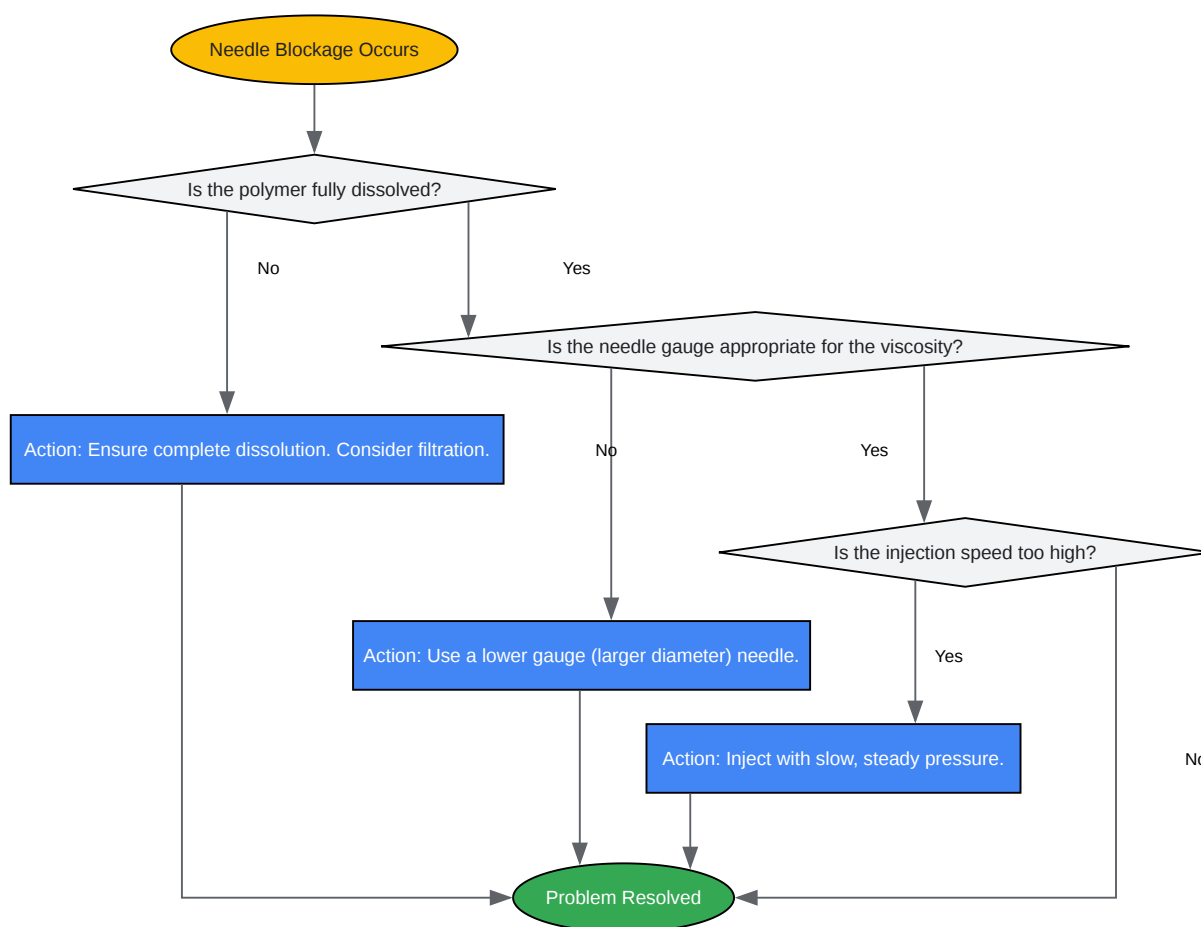 Needle Blockage Occurs
Is the polymer fully dissolved?
No
Yes
Is the needle gauge appropriate for the viscosity?
Action: Ensure complete dissolution. Consider filtration.
No
Yes
Is the injection speed too high?
Action: Use a lower gauge (larger diameter) needle.
Yes
Action: Inject with slow, steady pressure.
No
Problem Resolved